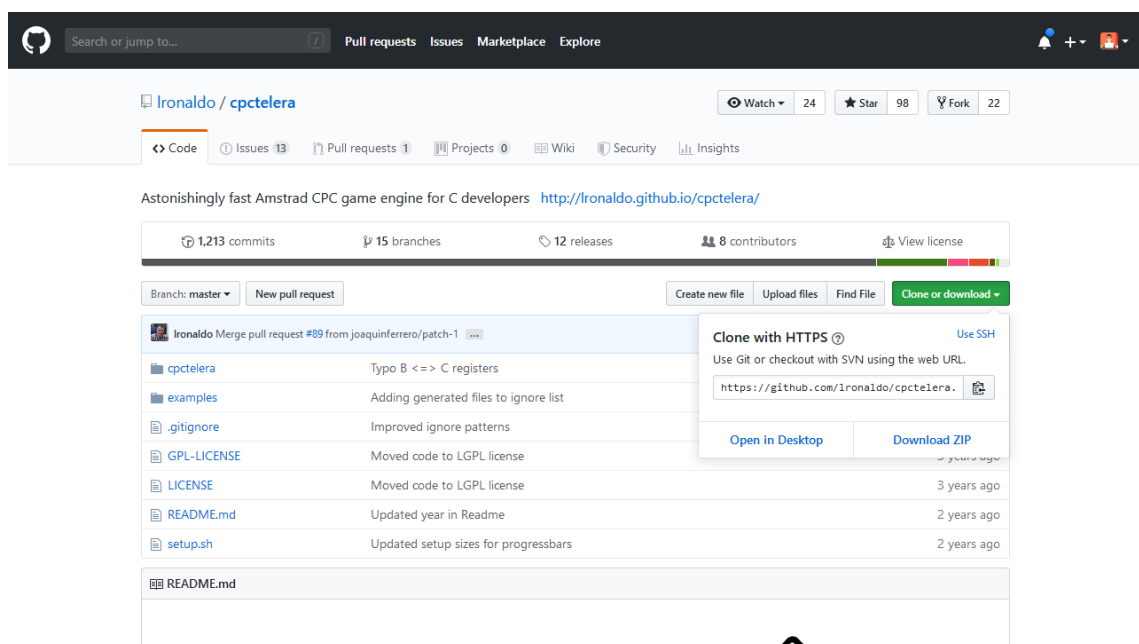 Search or jump to... /
Pull requests Issues Marketplace Explore
lronaldo / cpctelera
Watch 24 Star 98 Fork 22
Code Issues 13 Pull requests 1 Projects 0 Wiki Security Insights
Astonishingly fast Amstrad CPC game engine for C developers http://lronaldo.github.io/cpctelera/
1,213 commits 15 branches 12 releases 8 contributors View license
Branch: master New pull request Create new file Upload files Find File Clone or download
lronaldo Merge pull request #89 from joaquinferrero/patch-1 ...
Clone with HTTPS ? Use SSH
Use Git or checkout with SVN using the web URL.
https://github.com/lronaldo/cpctelera.
Open in Desktop Download ZIP
cpctelera Typo B <=> C registers
examples Adding generated files to ignore list
.gitignore Improved ignore patterns
GPL-LICENSE Moved code to LGPL license 3 years ago
LICENSE Moved code to LGPL license 3 years ago
README.md Updated year in Readme 2 years ago
setup.sh Updated setup sizes for progressbars 2 years ago
README.md